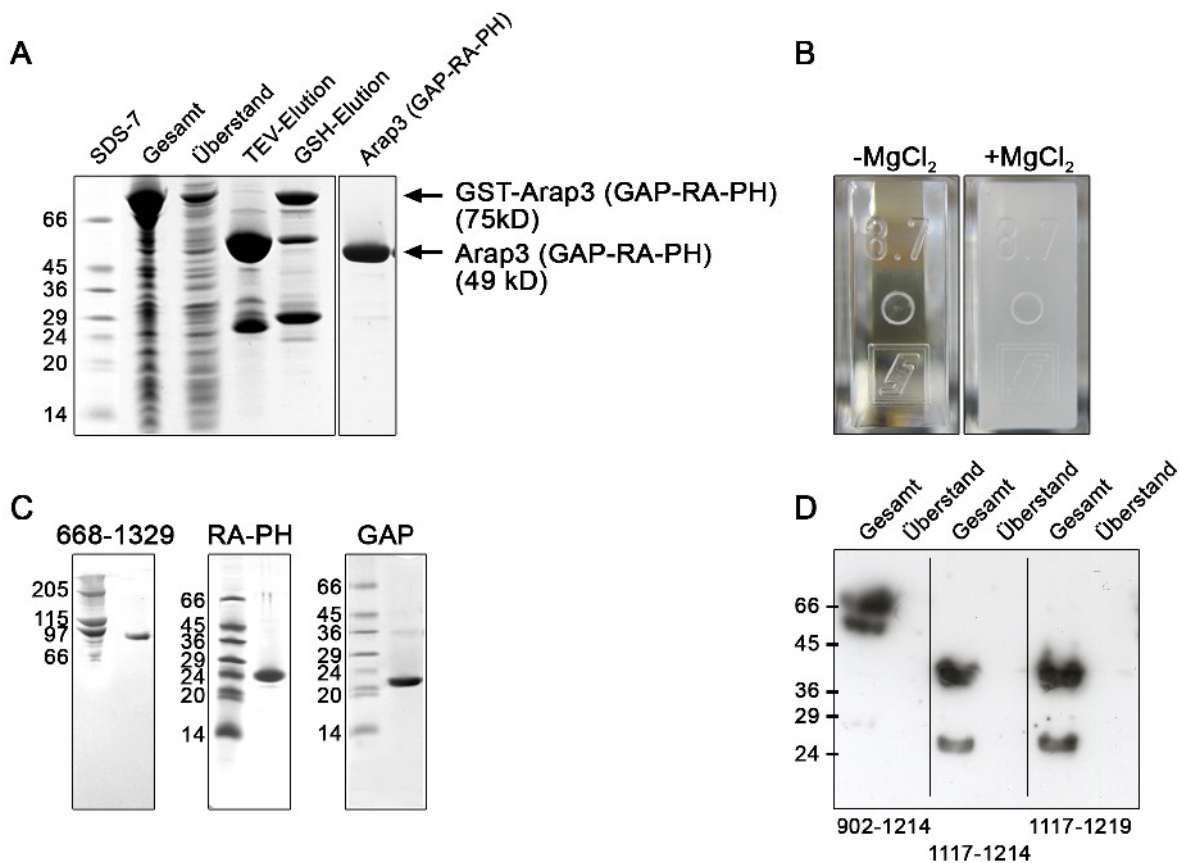 A
SDS-7
Gesamt
Überstand
TEV-Elution
GSH-Elution
Arap3 (GAP-RA-PH)
66
45
36
29
24
20
14
GST-Arap3 (GAP-RA-PH)
(75kD)
Arap3 (GAP-RA-PH)
(49 kD)
B
-MgCl₂
+MgCl₂
8.7
8.7
C
668-1329
205
115
97
66
RA-PH
66
45
36
29
24
20
14
GAP
66
45
36
29
24
20
14
D
Gesamt
Überstand
Gesamt
Überstand
Gesamt
Überstand
66
45
36
29
24
902-1214
1117-1214
1117-1219